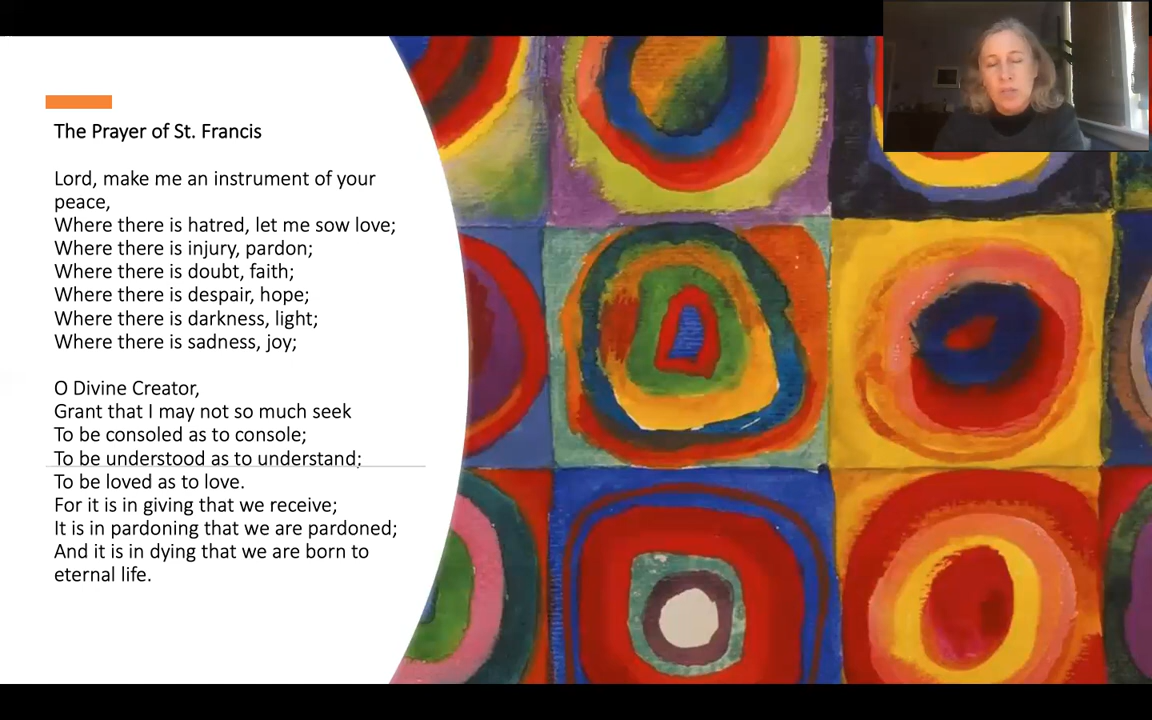 The Prayer of St. Francis
Lord, make me an instrument of your
peace,
Where there is hatred, let me sow love;
Where there is injury, pardon;
Where there is doubt, faith;
Where there is despair, hope;
Where there is darkness, light;
Where there is sadness, joy;
O Divine Creator,
Grant that I may not so much seek
To be consoled as to console;
To be understood as to understand;
To be loved as to love.
For it is in giving that we receive;
It is in pardoning that we are pardoned;
And it is in dying that we are born to
eternal life.